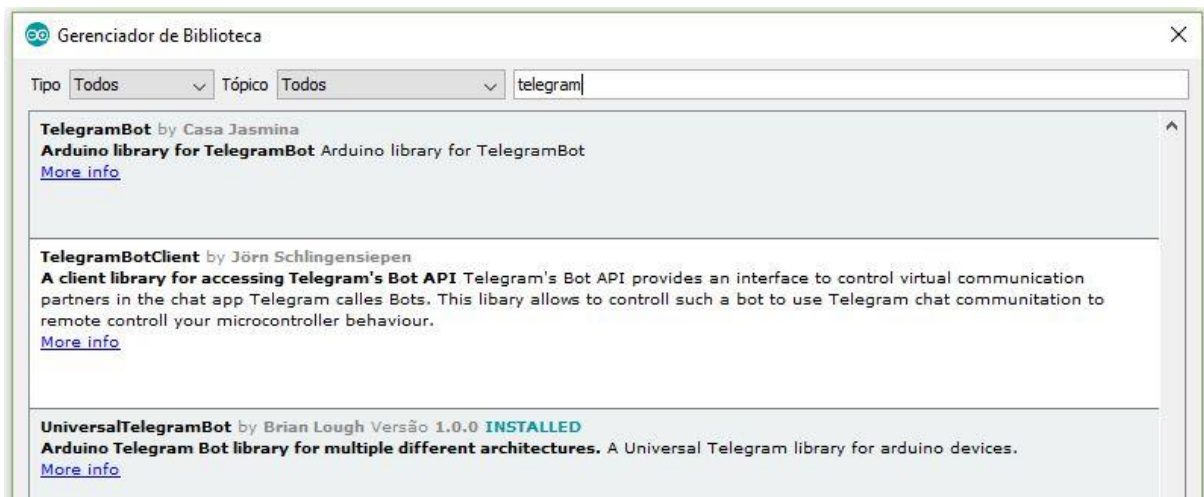 Gerenciador de Biblioteca
Tipo Todos Tópico Todos telegram
TelegramBot by Casa Jasmina
Arduino library for TelegramBot Arduino library for TelegramBot
More info
TelegramBotClient by Jörn Schlingensiepen
A client library for accessing Telegram's Bot API Telegram's Bot API provides an interface to control virtual communication
partners in the chat app Telegram calles Bots. This libary allows to controll such a bot to use Telegram chat communitation to
remote controll your microcontroller behaviour.
More info
UniversalTelegramBot by Brian Lough Versão 1.0.0 INSTALLED
Arduino Telegram Bot library for multiple different architectures. A Universal Telegram library for arduino devices.
More info